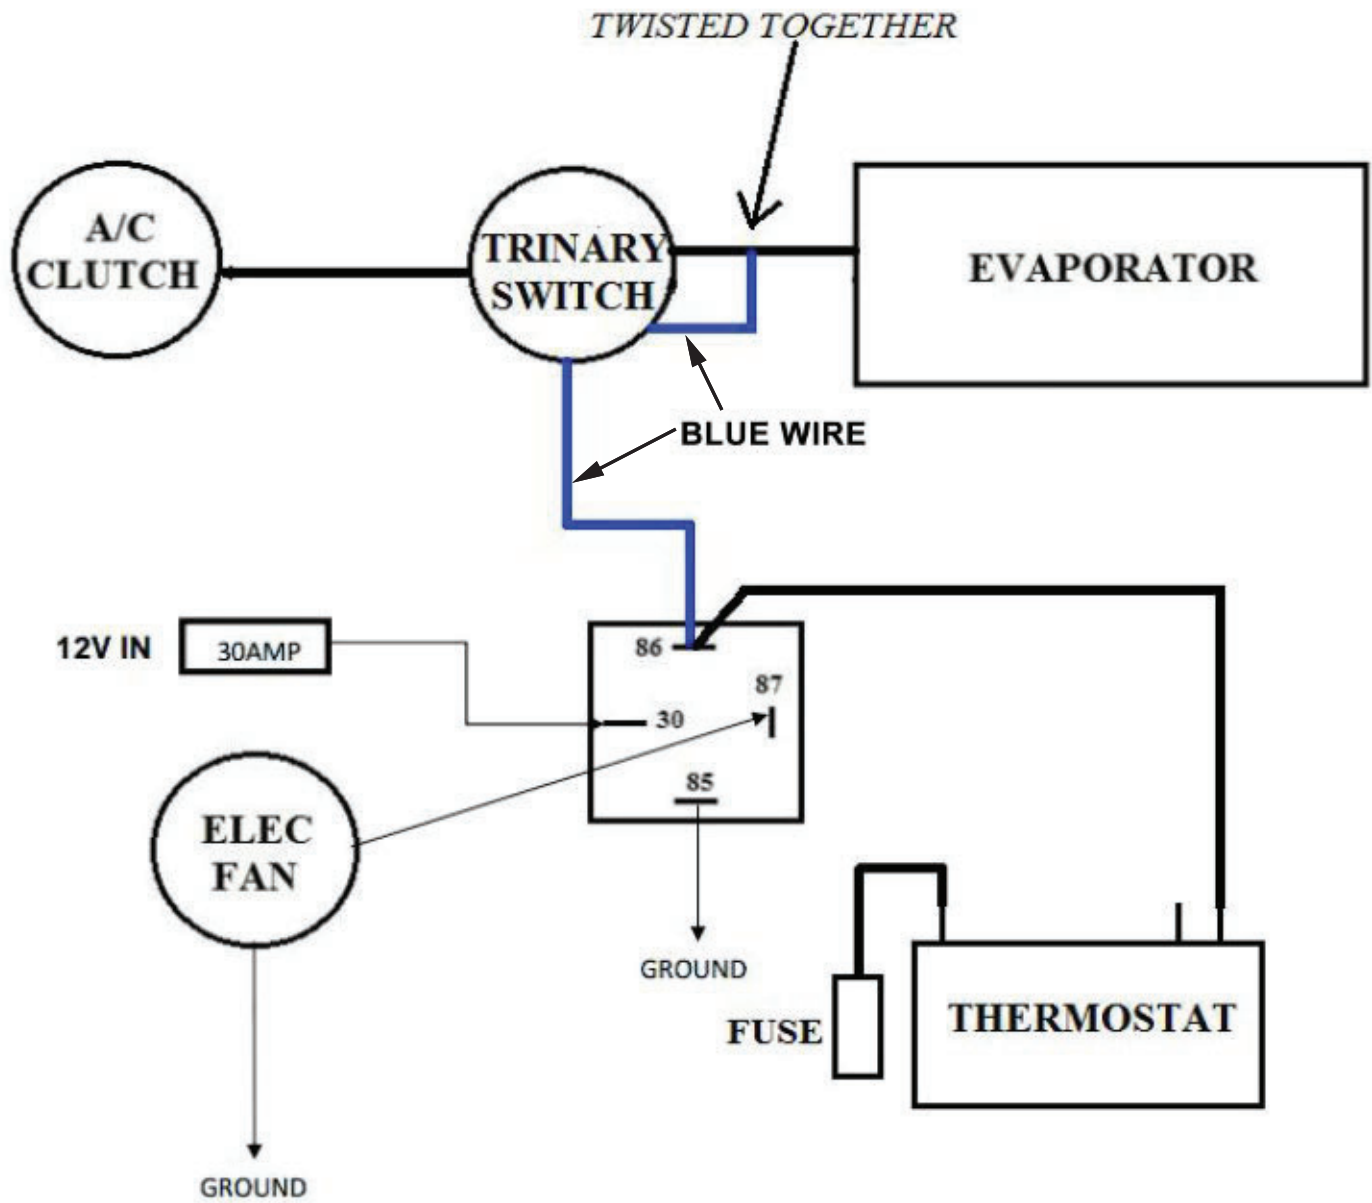 TWISTED TOGETHER
A/C
CLUTCH
TRINARY
SWITCH
EVAPORATOR
BLUE WIRE
12V IN
30AMP
86
87
30
85
ELEC
FAN
GROUND
FUSE
THERMOSTAT
GROUND